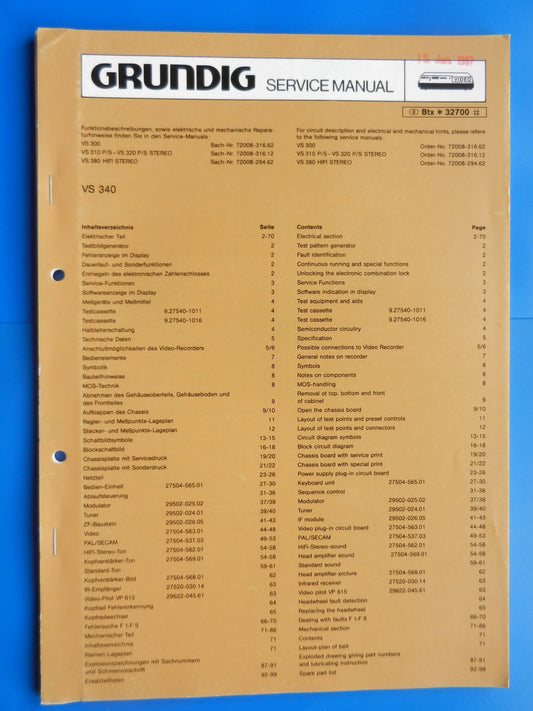 15. Jan. 1987
GRUNDIG SERVICE MANUAL
VIDEO
Btx * 32700 #
Funktionsbeschreibungen, sowie elektrische und mechanische Repara-
turhinweise finden Sie in den Service-Manuals:
VS 300 Sach-Nr. 72008-316.62
VS 310 P/S–VS 320 P/S STEREO Sach-Nr. 72008-316.12
VS 380 HIFI STEREO Sach-Nr. 72008-294.62
For circuit description and electrical and mechanical hints, please refere
to the following service manuals:
VS 300 Order-No. 72008-316.62
VS 310 P/S–VS 320 P/S STEREO Order-No. 72008-316.12
VS 380 HIFI STEREO Order-No. 72008-294.62
VS 340
Inhaltsverzeichnis Seite
Elektrischer Teil 2-70
Testbildgenerator 2
Fehleranzeige im Display 2
Dauerlauf- und Sonderfunktionen 2
Entriegeln des elektronischen Zahlenschlosses 2
Service-Funktionen 3
Softwareanzeige im Display 3
Meßgeräte und Meßmittel 4
Testcassette 9.27540-1011 4
Testcassette 9.27540-1016 4
Halbleiterschaltung 4
Technische Daten 5
Anschlußmöglichkeiten des Video-Recorders 5/6
Bedienelemente 7
Symbolik 8
Bauteilhinweise 8
MOS-Technik 8
Abnehmen des Gehäuseoberteils, Gehäuseboden und
des Frontteiles 9
Aufklappen des Chassis 9/10
Regler- und Meßpunkte-Lageplan 11
Stecker- und Meßpunkte-Lageplan 12
Schaltbildsymbole 13-15
Blockschaltbild 16-18
Chassisplatte mit Servicedruck 19/20
Chassisplatte mit Sonderdruck 21/22
Netzteil 23-26
Bedien-Einheit 27504-565.01 27-30
Ablaufsteuerung 31-36
Modulator 29502-025.02 37/38
Tuner 29502-024.01 39/40
ZF-Baustein 29502-026.05 41-43
Video 27504-563.01 44-48
PAL/SECAM 27504-537.03 49-53
HIFI-Stereo-Ton 27504-562.01 54-58
Kopfverstärker-Ton 27504-569.01 54-58
Standard-Ton 59-61
Kopfverstärker-Bild 27504-568.01 62
IR-Empfänger 27520-030.14 63
Video-Pilot VP 615 29622-045.61 63
Kopfrad Fehlererkennung 64
Kopfradwechsel 65
Fehlersuche F 1-F 9 66-70
Mechanischer Teil 71-86
Inhaltsverzeichnis 71
Riemen-Lageplan 71
Explosionszeichnungen mit Sachnummern
und Schmiervorschrift 87-91
Ersatzteillisten 92-99
Contents Page
Electrical section 2-70
Test pattern generator 2
Fault identification 2
Continuous running and special functions 2
Unlocking the electronic combination lock 2
Service Functions 3
Software indication in display 3
Test equipment and aids 4
Test cassette 9.27540-1011 4
Test cassette 9.27540-1016 4
Semiconductor circuitry 4
Specification 5
Possible connections to Video Recorder 5/6
General notes on recorder 7
Symbols 8
Notes on components 8
MOS-handling 8
Removal ot top, bottom and front
of cabinet 9
Open the chassis board 9/10
Layout of test points and preset controls 11
Layout of test points and connectors 12
Circuit diagram symbols 13-15
Block circuit diagram 16-18
Chassis board with service print 19/20
Chassis board with special print 21/22
Power supply plug-in circuit board 23-26
Keyboard unit 27504-565.01 27-30
Sequence control 31-36
Modulator 29502-025.02 37/38
Tuner 29502-024.01 39/40
IF module 29502-026.05 41-43
Video plug-in circuit board 27504-563.01 44-48
PAL/SECAM 27504-537.03 49-53
HIFI-Stereo-sound 27504-562.01 54-58
Head amplifier sound 27504-569.01 54-58
Standard sound 59-61
Head amplifier-picture 27504-568.01 62
Infrared receiver 27520-030.14 63
Video pilot VP 615 29622-045.61 63
Headwheel fault detection 64
Replacing the headwheel 65
Dealing with faults F 1-F 9 66-70
Mechanical section 71-86
Contents 71
Layout-plan of belt 71
Exploded drawing giving part numbers
and lubricating instruction 87-91
Spare part list 92-99